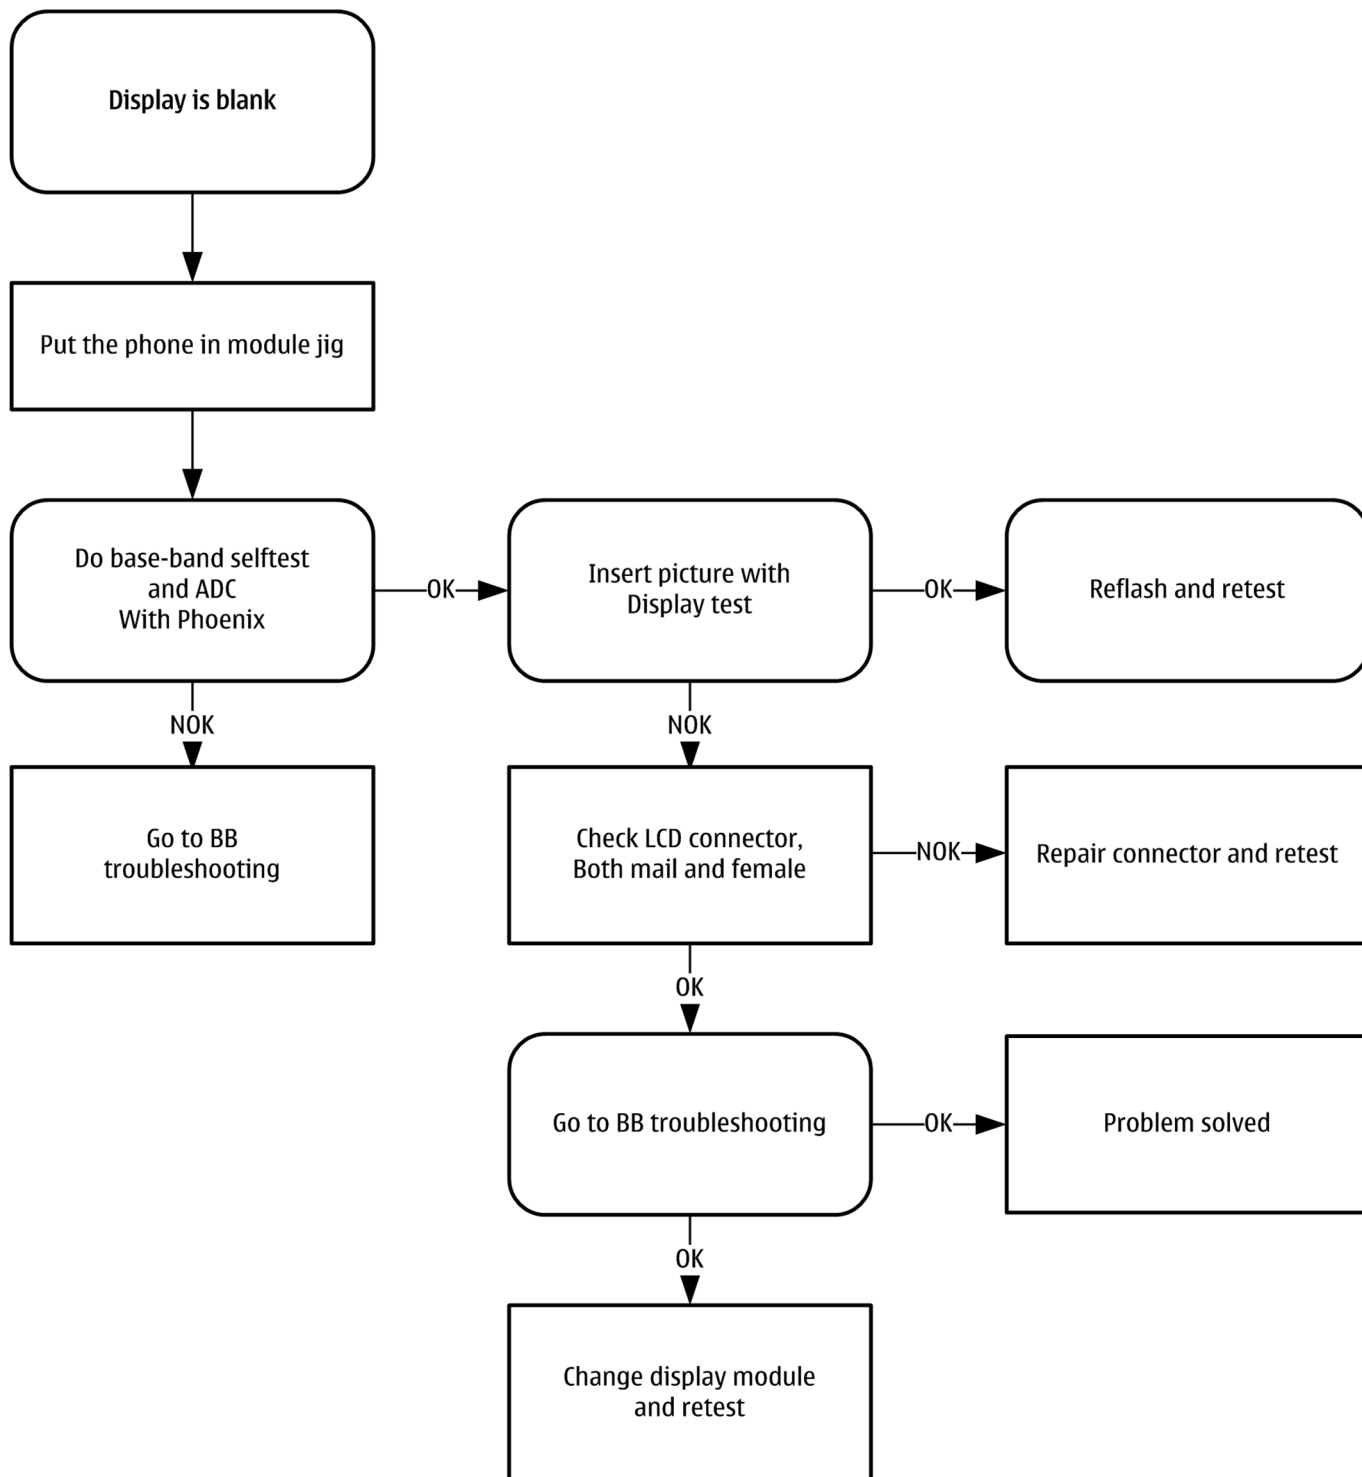 Display is blank
Put the phone in module jig
Do base-band selftest
and ADC
With Phoenix
OK
Insert picture with
Display test
OK
Reflash and retest
NOK
NOK
Go to BB
troubleshooting
Check LCD connector,
Both mail and female
NOK
Repair connector and retest
OK
Go to BB troubleshooting
OK
Problem solved
OK
Change display module
and retest